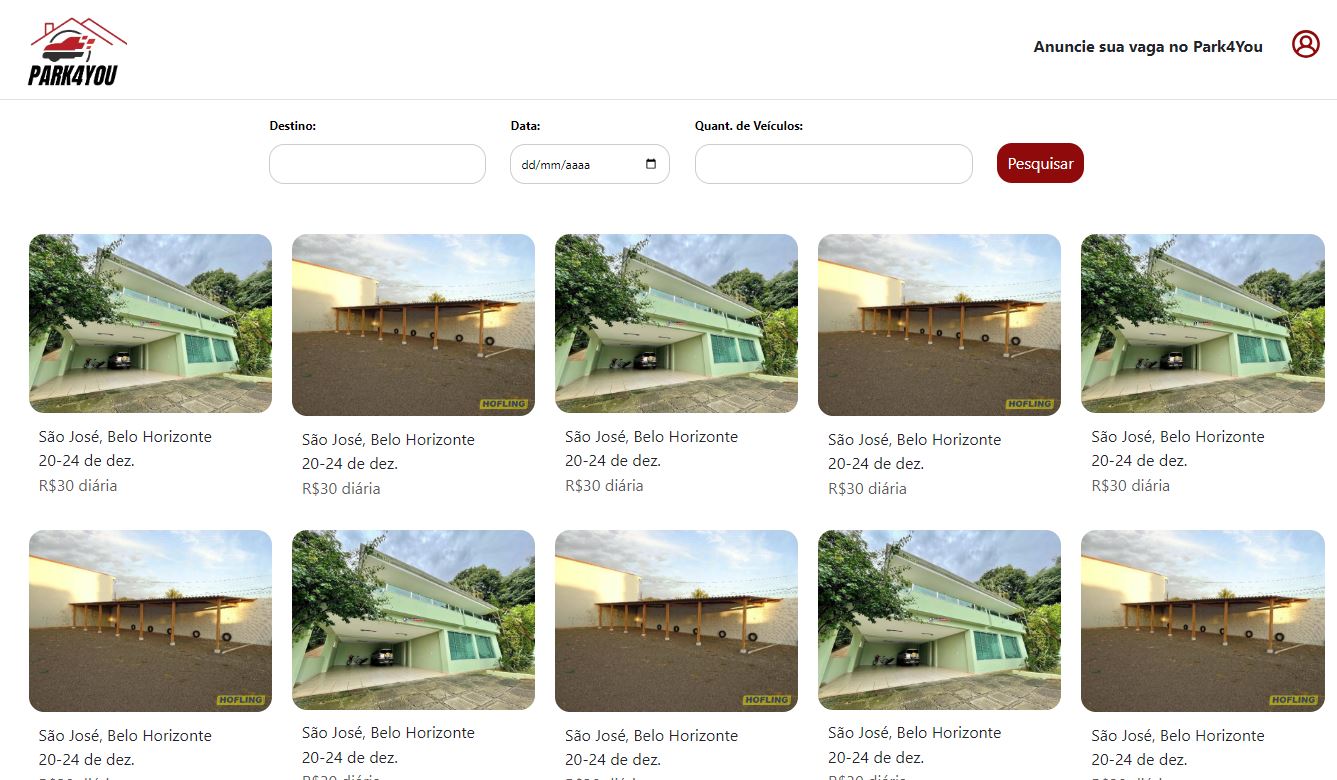 PARK4YOU
Anuncie sua vaga no Park4You
Destino:
Data:
Quant. de Veículos:
dd/mm/aaaa
Pesquisar
HOFLING
HOFLING
São José, Belo Horizonte
20-24 de dez.
R$30 diária
São José, Belo Horizonte
20-24 de dez.
R$30 diária
São José, Belo Horizonte
20-24 de dez.
R$30 diária
São José, Belo Horizonte
20-24 de dez.
R$30 diária
São José, Belo Horizonte
20-24 de dez.
R$30 diária
HOFLING
HOFLING
HOFLING
São José, Belo Horizonte
20-24 de dez.
São José, Belo Horizonte
20-24 de dez.
R$30 diária
São José, Belo Horizonte
20-24 de dez.
São José, Belo Horizonte
20-24 de dez.
R$30 diária
São José, Belo Horizonte
20-24 de dez.